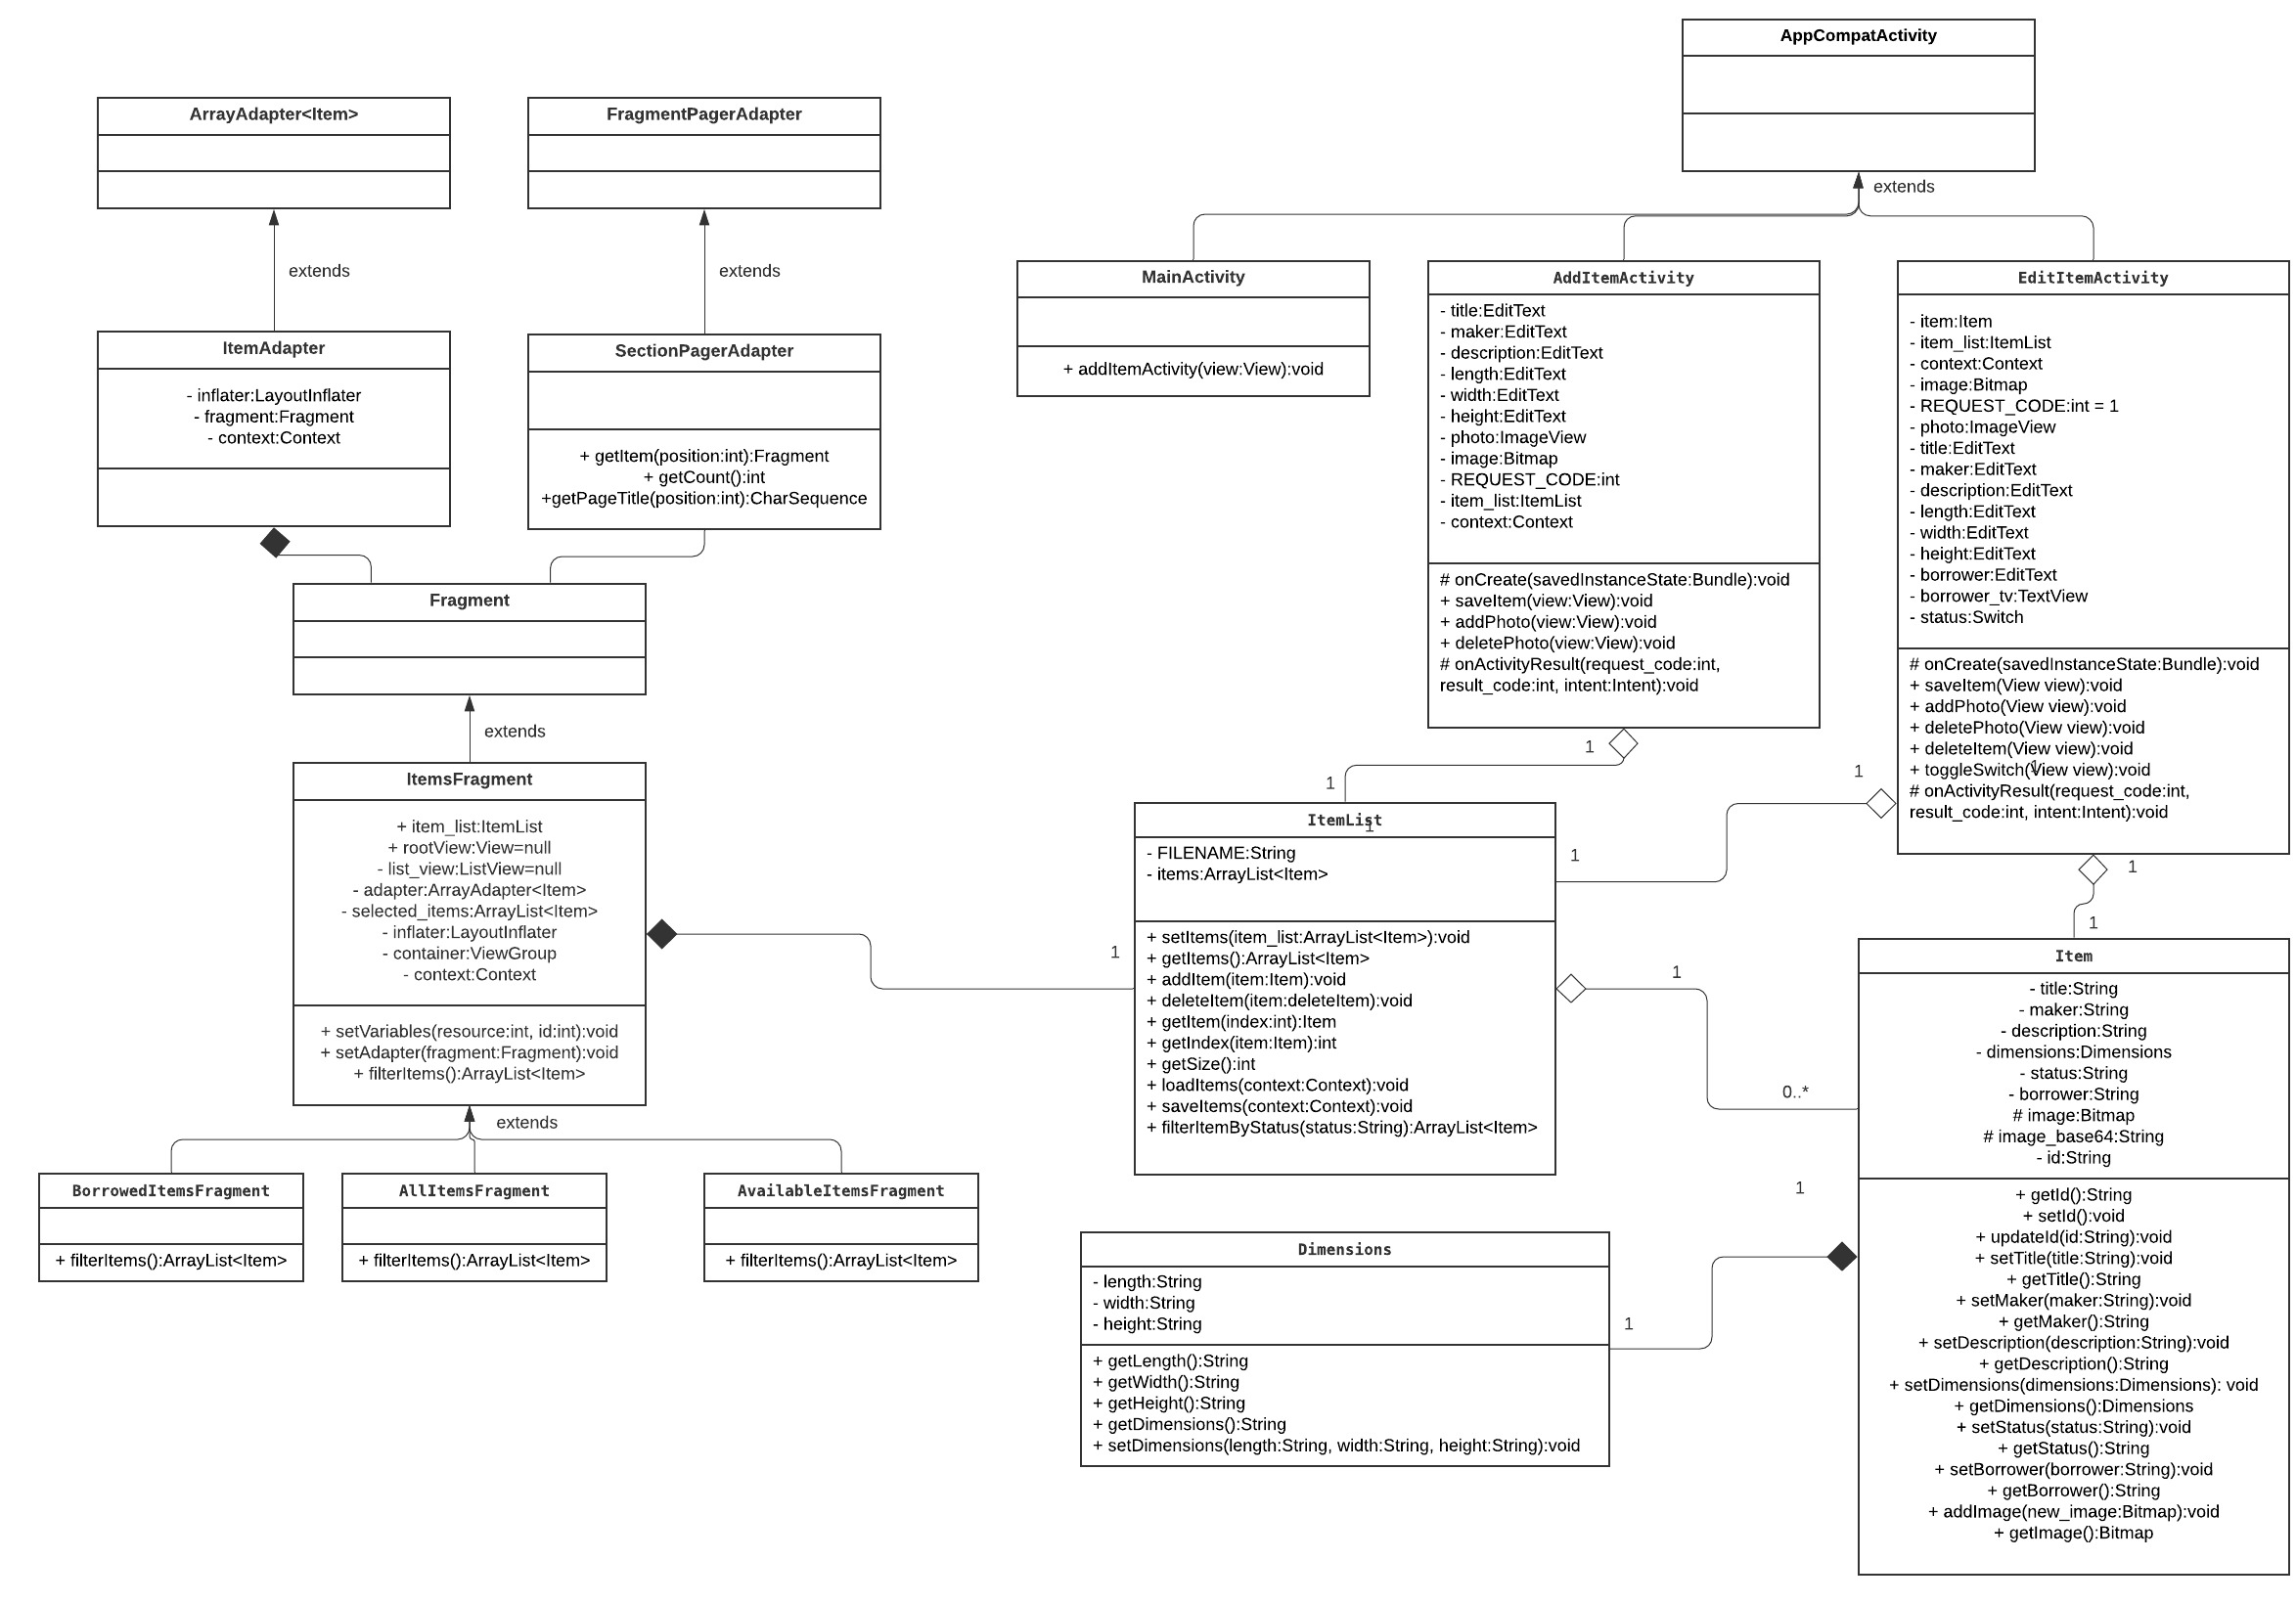 AppCompatActivity
extends
ArrayAdapter<Item>
extends
FragmentPagerAdapter
extends
ItemAdapter
- inflater:LayoutInflater
- fragment:Fragment
- context:Context
SectionPagerAdapter
+ getItem(position:int):Fragment
+ getCount():int
+getPageTitle(position:int):CharSequence
MainActivity
+ addItemActivity(view:View):void
AddItemActivity
- title:EditText
- maker:EditText
- description:EditText
- length:EditText
- width:EditText
- height:EditText
- photo:ImageView
- image:Bitmap
- REQUEST_CODE:int
- item_list:ItemList
- context:Context
# onCreate(savedInstanceState:Bundle):void
+ saveItem(view:View):void
+ addPhoto(view:View):void
+ deletePhoto(view:View):void
# onActivityResult(request_code:int,
result_code:int, intent:Intent):void
EditItemActivity
- item:Item
- item_list:ItemList
- context:Context
- image:Bitmap
- REQUEST_CODE:int = 1
- photo:ImageView
- title:EditText
- maker:EditText
- description:EditText
- length:EditText
- width:EditText
- height:EditText
- borrower:EditText
- borrower_tv:TextView
- status:Switch
# onCreate(savedInstanceState:Bundle):void
+ saveItem(View view):void
+ addPhoto(View view):void
+ deletePhoto(View view):void
+ deleteItem(View view):void
+ toggleSwitch(View view):void
1
# onActivityResult(request_code:int,
result_code:int, intent:Intent):void
Fragment
extends
ItemsFragment
+ item_list:ItemList
+ rootView:View=null
- list_view:ListView=null
- adapter:ArrayAdapter<Item>
- selected_items:ArrayList<Item>
- inflater:LayoutInflater
- container:ViewGroup
- context:Context
+ setVariables(resource:int, id:int):void
+ setAdapter(fragment:Fragment):void
+ filterItems():ArrayList<Item>
extends
BorrowedItemsFragment
+ filterItems():ArrayList<Item>
AllItemsFragment
+ filterItems():ArrayList<Item>
AvailableItemsFragment
+ filterItems():ArrayList<Item>
1
1
1
1
1
1
1
ItemList
1
- FILENAME:String
- items:ArrayList<Item>
+ setItems(item_list:ArrayList<Item>):void
+ getItems():ArrayList<Item>
+ addItem(item:Item):void
+ deleteItem(item:deleteItem):void
+ getItem(index:int):Item
+ getIndex(item:Item):int
+ getSize():int
+ loadItems(context:Context):void
+ saveItems(context:Context):void
+ filterItemByStatus(status:String):ArrayList<Item>
1
0..*
Item
- title:String
- maker:String
- description:String
- dimensions:Dimensions
- status:String
- borrower:String
# image:Bitmap
# image_base64:String
- id:String
+ getId():String
+ setId():void
+ updateId(id:String):void
+ setTitle(title:String):void
+ getTitle():String
+ setMaker(maker:String):void
+ getMaker():String
+ setDescription(description:String):void
+ getDescription():String
+ setDimensions(dimensions:Dimensions): void
+ getDimensions():Dimensions
+ setStatus(status:String):void
+ getStatus():String
+ setBorrower(borrower:String):void
+ getBorrower():String
+ addImage(new_image:Bitmap):void
+ getImage():Bitmap
1
1
Dimensions
- length:String
- width:String
- height:String
+ getLength():String
+ getWidth():String
+ getHeight():String
+ getDimensions():String
+ setDimensions(length:String, width:String, height:String):void